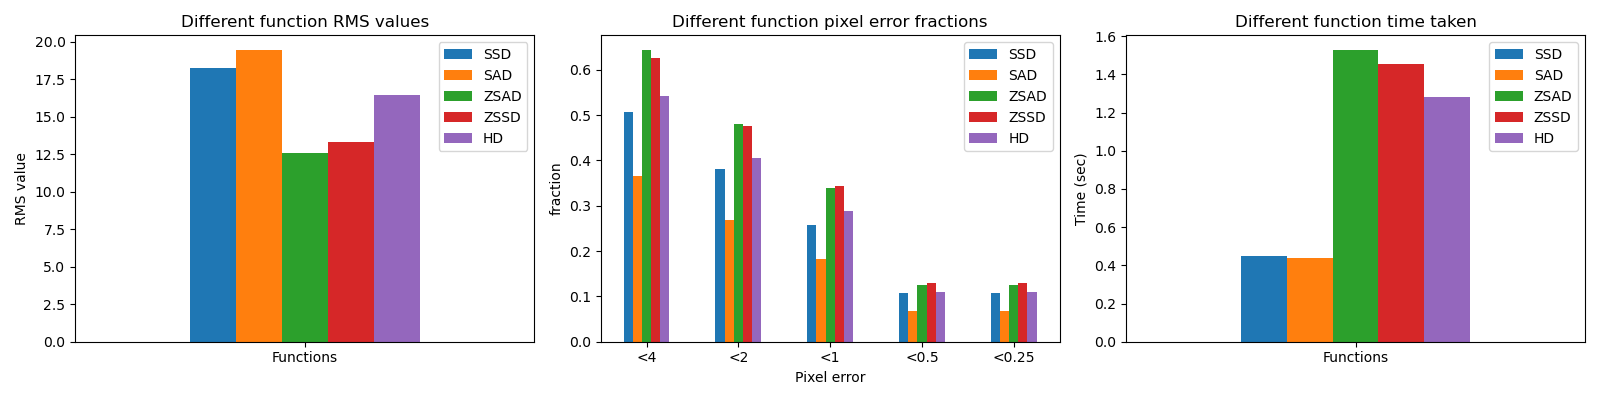 Different function RMS values
RMS value
20.0
17.5
15.0
12.5
10.0
7.5
5.0
2.5
0.0
Functions
SSD
SAD
ZSAD
ZSSD
HD
Different function pixel error fractions
fraction
0.6
0.5
0.4
0.3
0.2
0.1
0.0
<4 <2 <1 <0.5 <0.25
Pixel error
SSD
SAD
ZSAD
ZSSD
HD
Different function time taken
Time (sec)
1.6
1.4
1.2
1.0
0.8
0.6
0.4
0.2
0.0
Functions
SSD
SAD
ZSAD
ZSSD
HD